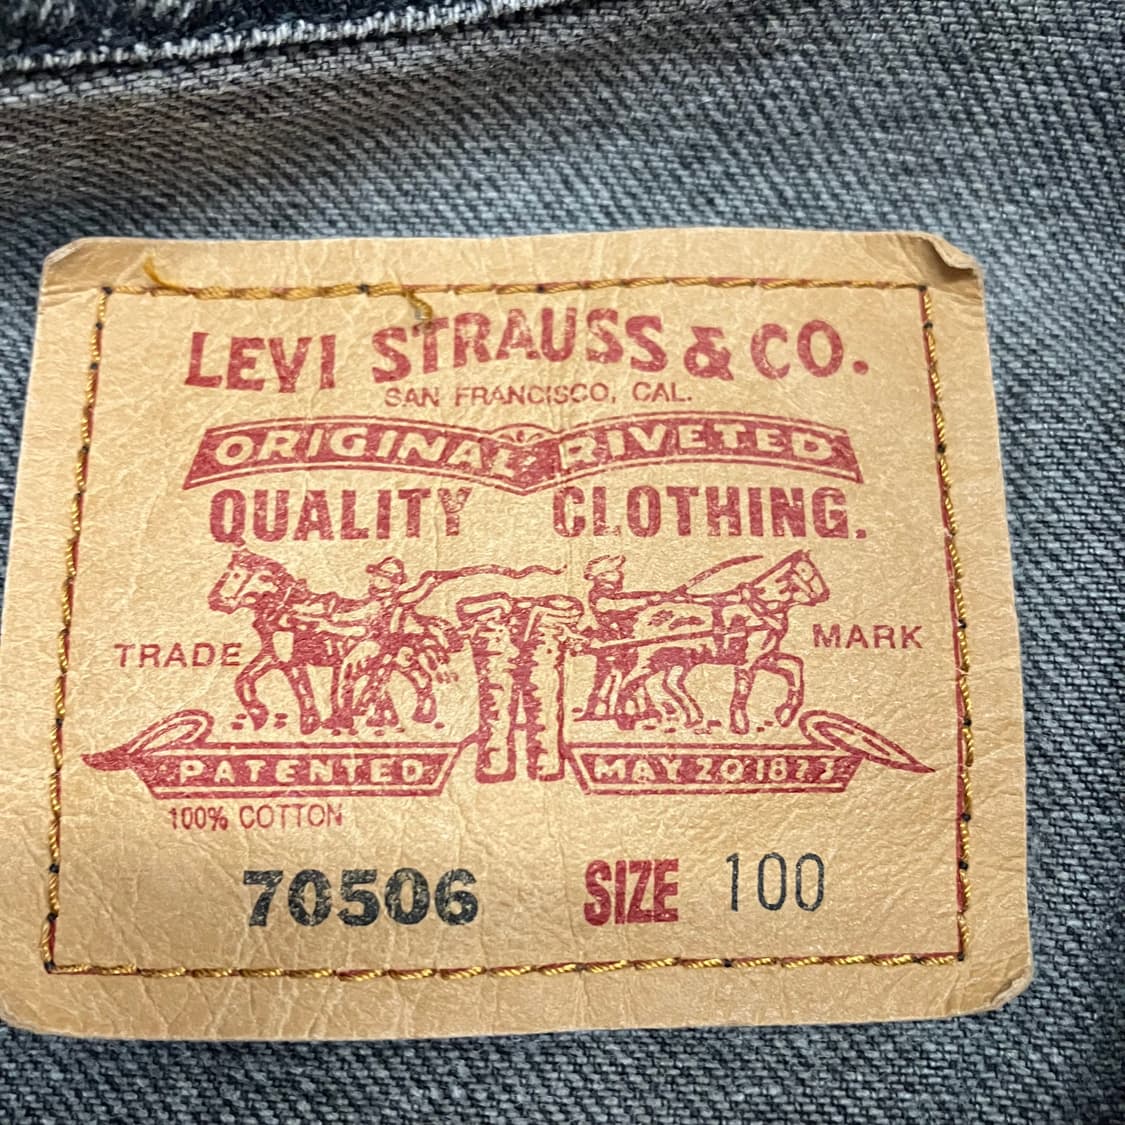 LEVI STRAUSS & CO.
SAN FRANCISCO, CAL.
ORIGINAL RIVETED
QUALITY CLOTHING.
TRADE MARK
PATENTED MAY 20 1873
100% COTTON
70506 SIZE 100